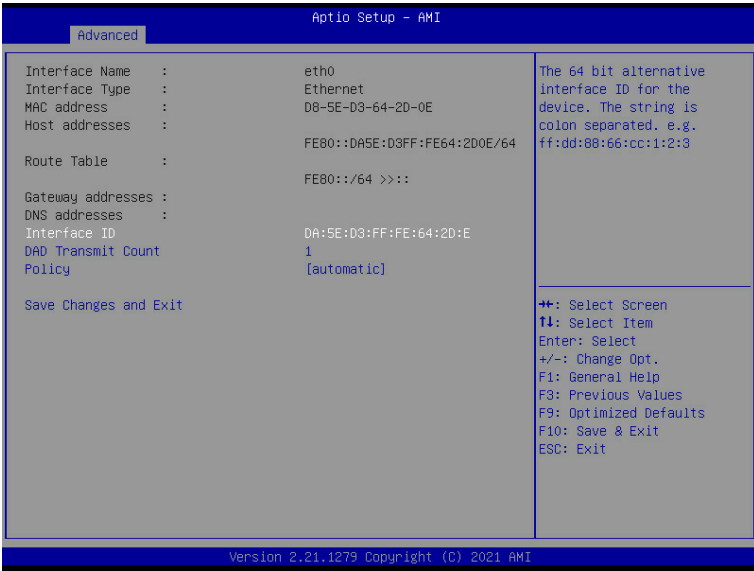 Aptio Setup – AMI
Advanced
Interface Name : eth0
Interface Type : Ethernet
MAC address : D8-5E-D3-64-2D-0E
Host addresses :
FE80::DA5E:D3FF:FE64:2D0E/64
Route Table :
FE80::/64 >>::
Gateway addresses :
DNS addresses :
Interface ID DA:5E:D3:FF:FE:64:2D:E
DAD Transmit Count 1
Policy [automatic]
Save Changes and Exit
The 64 bit alternative
interface ID for the
device. The string is
colon separated. e.g.
ff:dd:88:66:cc:1:2:3
→←: Select Screen
↑↓: Select Item
Enter: Select
+/-: Change Opt.
F1: General Help
F3: Previous Values
F9: Optimized Defaults
F10: Save & Exit
ESC: Exit
Version 2.21.1279 Copyright (C) 2021 AMI